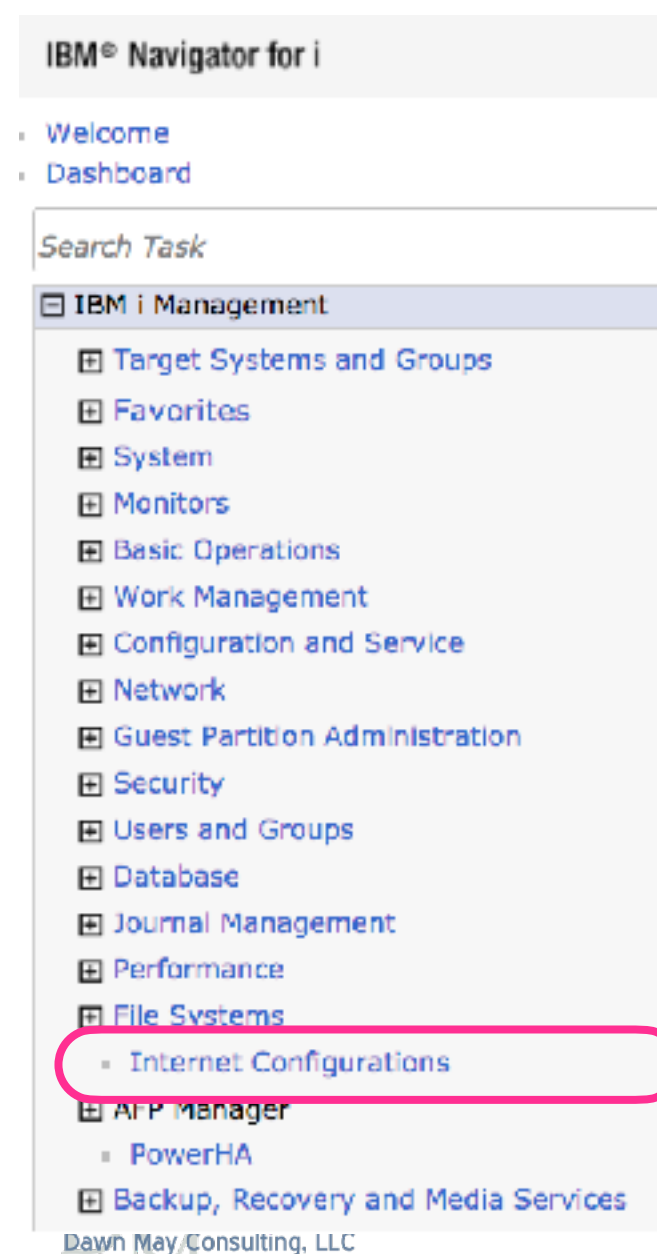 IBM® Navigator for i
Welcome
Dashboard
Search Task
IBM i Management
Target Systems and Groups
Favorites
System
Monitors
Basic Operations
Work Management
Configuration and Service
Network
Guest Partition Administration
Security
Users and Groups
Database
Journal Management
Performance
File Systems
Internet Configurations
AFP Manager
PowerHA
Backup, Recovery and Media Services
Dawn May Consulting, LLC